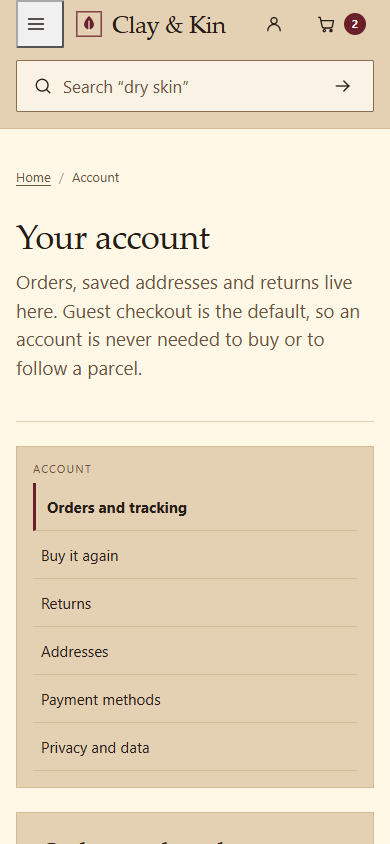 Clay & Kin
2
Search “dry skin”
Home / Account
Your account
Orders, saved addresses and returns live
here. Guest checkout is the default, so an
account is never needed to buy or to
follow a parcel.
ACCOUNT
Orders and tracking
Buy it again
Returns
Addresses
Payment methods
Privacy and data